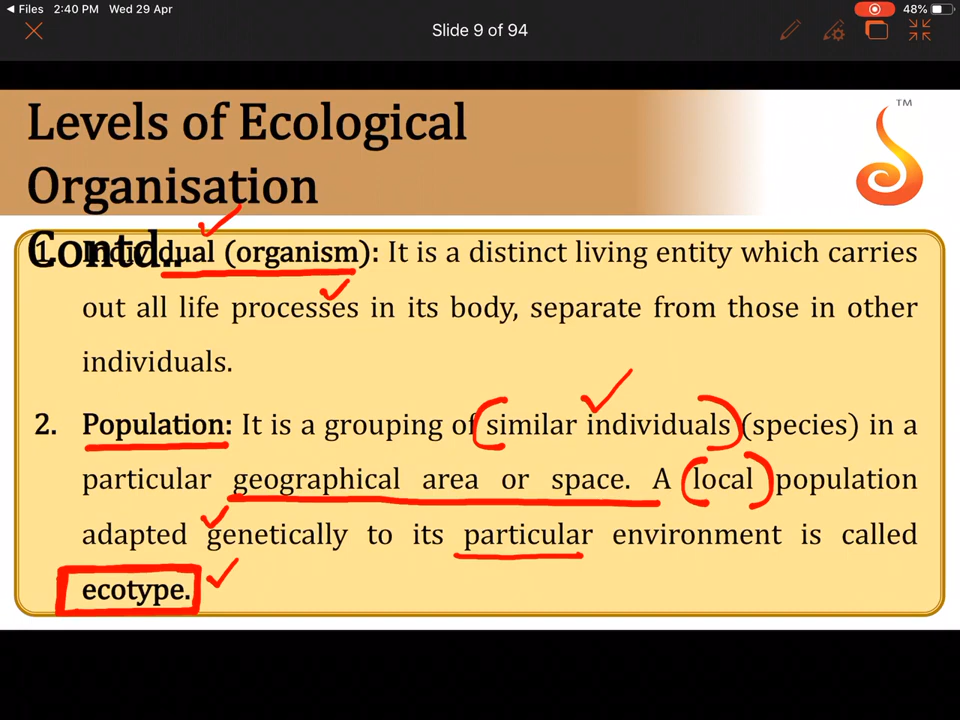 Files 2:40 PM Wed 29 Apr 48%
Slide 9 of 94
TM
Levels of Ecological
Organisation
Contd..
1. Individual (organism): It is a distinct living entity which carries
out all life processes in its body, separate from those in other
individuals.
2. Population: It is a grouping of similar individuals (species) in a
particular geographical area or space. A local population
adapted genetically to its particular environment is called
ecotype.